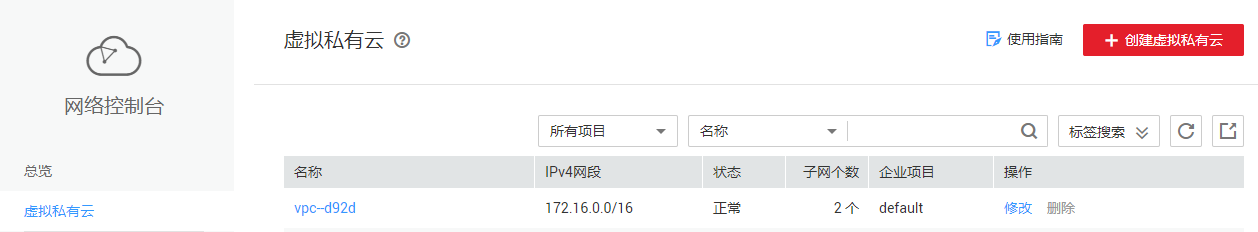 虚拟私有云
使用指南
创建虚拟私有云
网络控制台
总览
虚拟私有云
所有项目 名称 标签搜索
名称 IPv4网段 状态 子网个数 企业项目 操作
vpc--d92d 172.16.0.0/16 正常 2 个 default 修改 删除